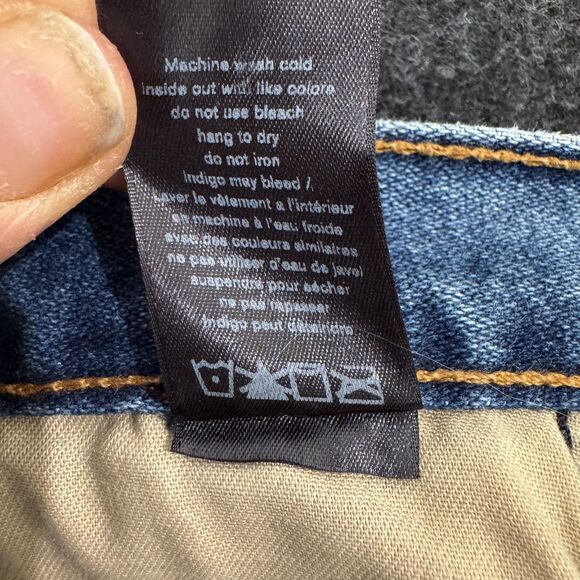 Machine wash cold
inside out with like colors
do not use bleach
hang to dry
do not iron
Indigo may bleed /
Laver le vêtement a l'intérieur
en machine à l'eau froide
avec des couleurs similaires
ne pas utiliser d'eau de javel
suspendre pour sécher
ne pas repasser
Indigo peut déteindre